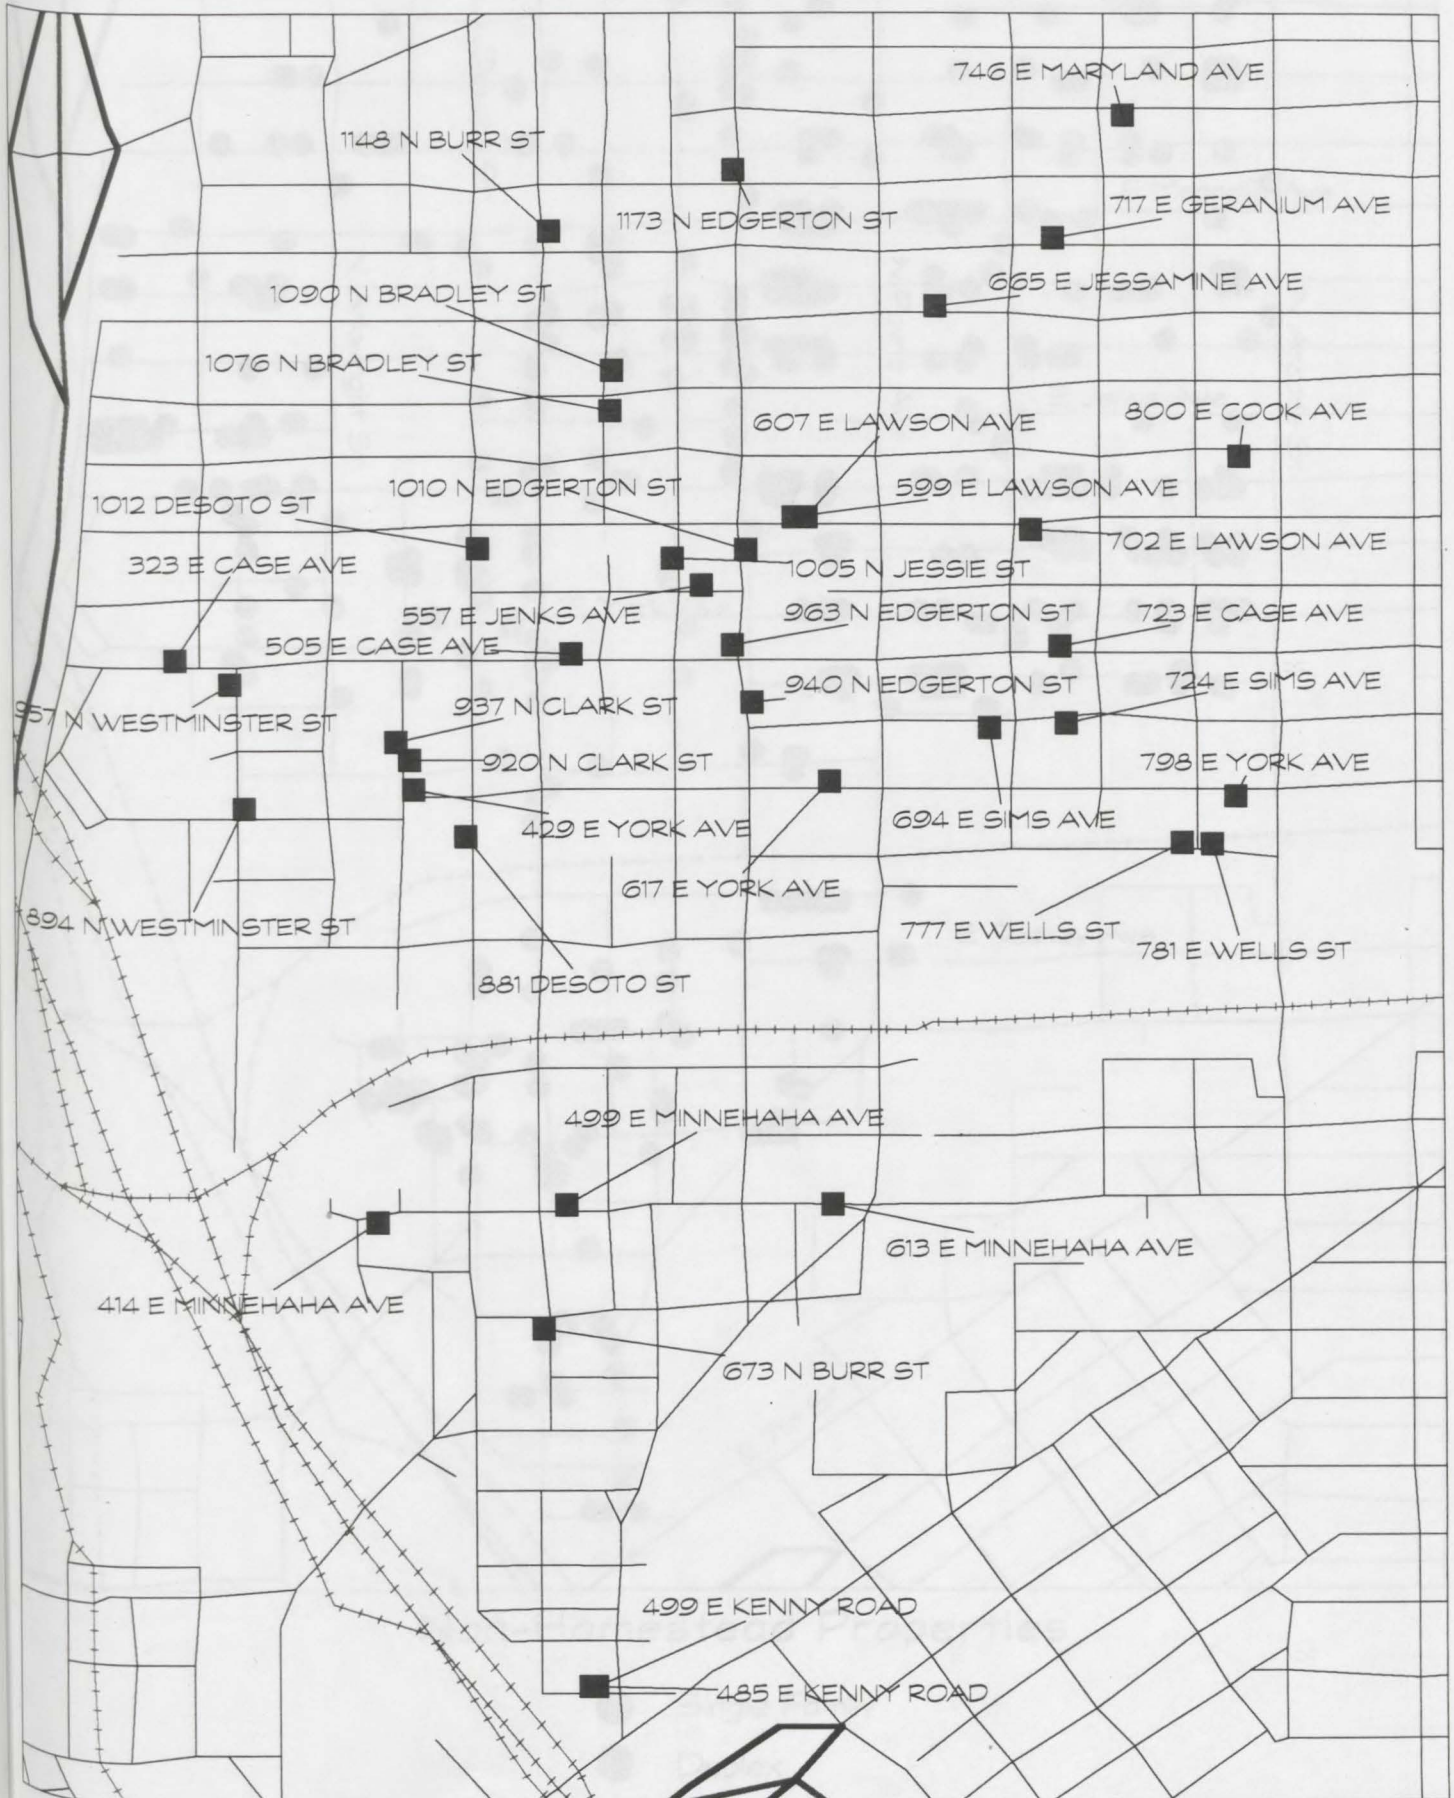 746 E MARYLAND AVE
1148 N BURR ST
1173 N EDGERTON ST
717 E GERANIUM AVE
665 E JESSAMINE AVE
1090 N BRADLEY ST
1076 N BRADLEY ST
607 E LAWSON AVE
800 E COOK AVE
1010 N EDGERTON ST
599 E LAWSON AVE
1012 DESOTO ST
702 E LAWSON AVE
323 E CASE AVE
1005 N JESSIE ST
557 E JENKS AVE
963 N EDGERTON ST
723 E CASE AVE
505 E CASE AVE
940 N EDGERTON ST
724 E SIMS AVE
937 N CLARK ST
957 N WESTMINSTER ST
920 N CLARK ST
798 E YORK AVE
694 E SIMS AVE
429 E YORK AVE
617 E YORK AVE
894 N WESTMINSTER ST
777 E WELLS ST
781 E WELLS ST
881 DESOTO ST
499 E MINNEHAHA AVE
613 E MINNEHAHA AVE
414 E MINNEHAHA AVE
673 N BURR ST
499 E KENNY ROAD
485 E KENNY ROAD